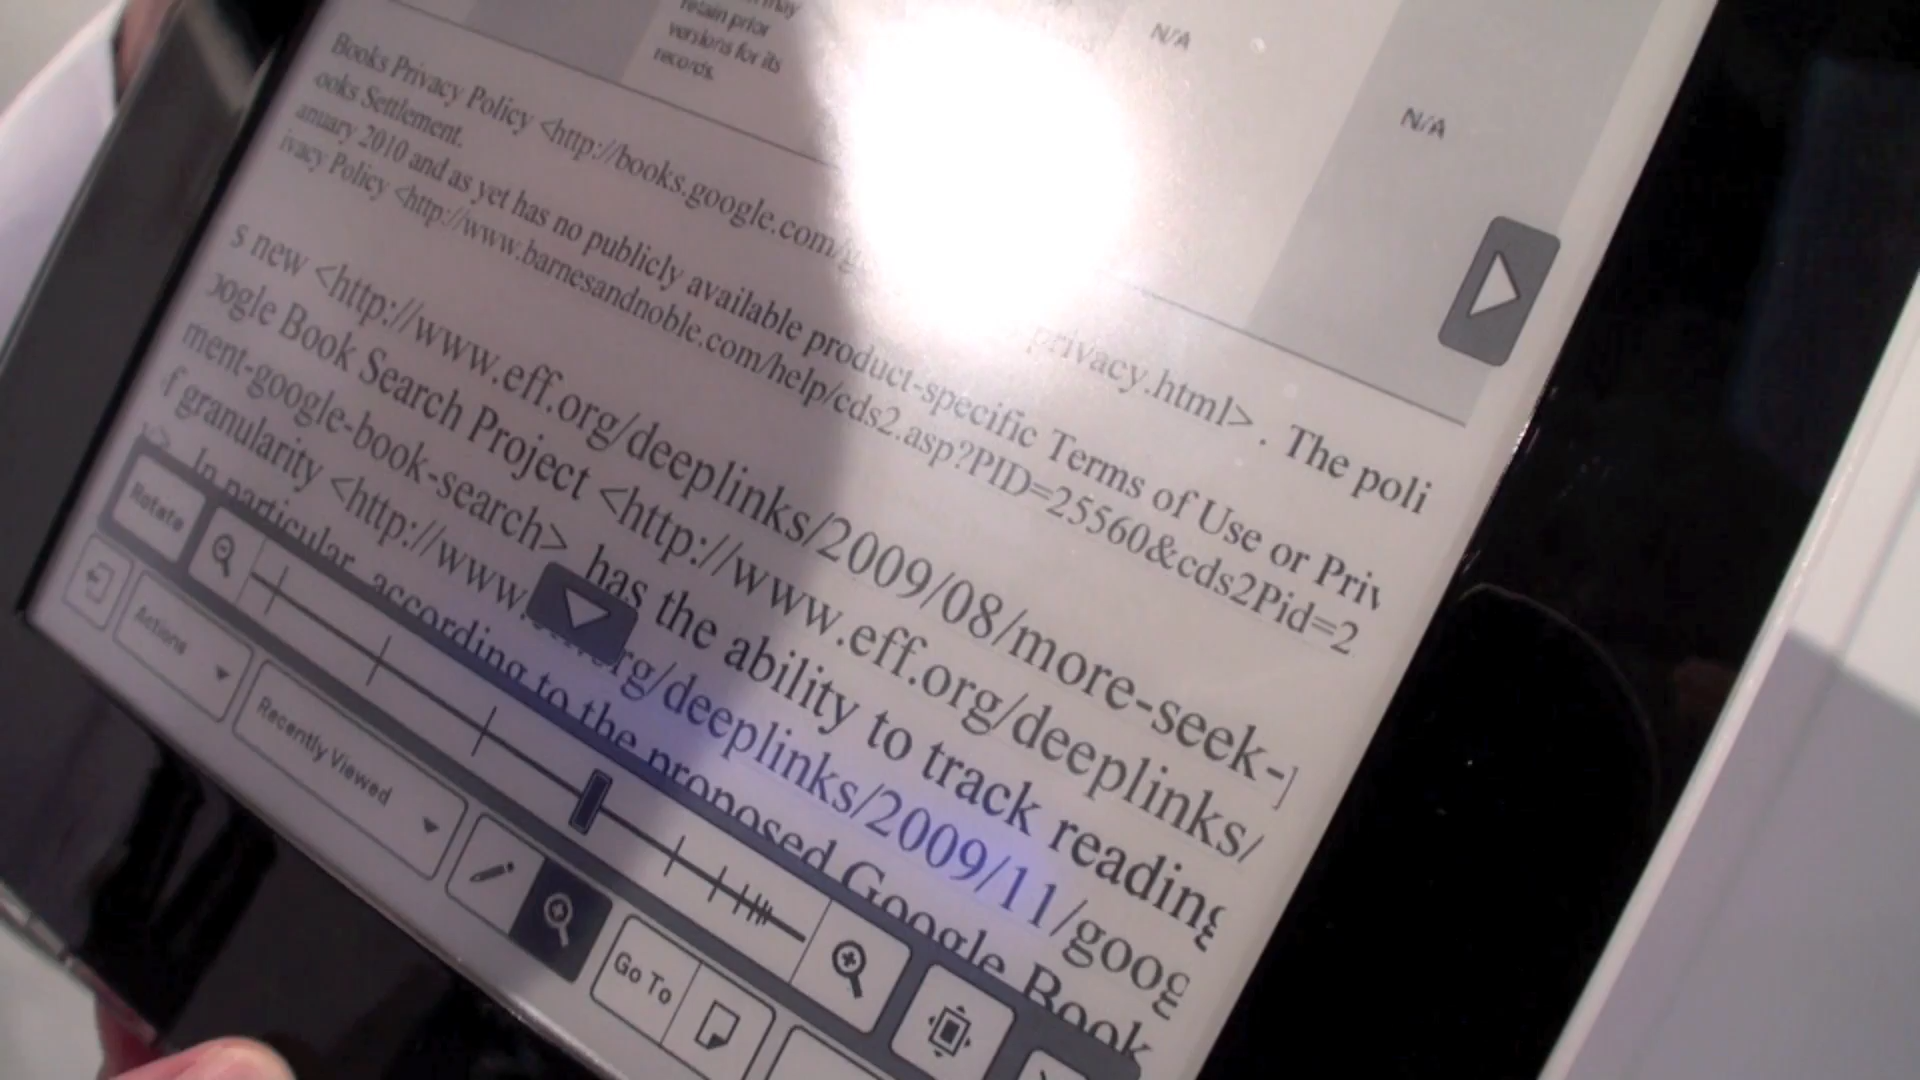 retain prior
versions for its
records.
N/A
N/A
Books Privacy Policy <http://books.google.com/ privacy.html>. The poli
ooks Settlement.
anuary 2010 and as yet has no publicly available product-specific Terms of Use or Priv
ivacy Policy <http://www.barnesandnoble.com/help/cds2.asp?PID=25560&cds2Pid=2
s new <http://www.eff.org/deeplinks/2009/08/more-seek-
oogle Book Search Project <http://www.eff.org/deeplinks/
ment-google-book-search> has the ability to track reading
f granularity <http://www. rg/deeplinks/2009/11/goog
In particular, according to the proposed Google Book
Rotate
Actions
Recently Viewed
Go To